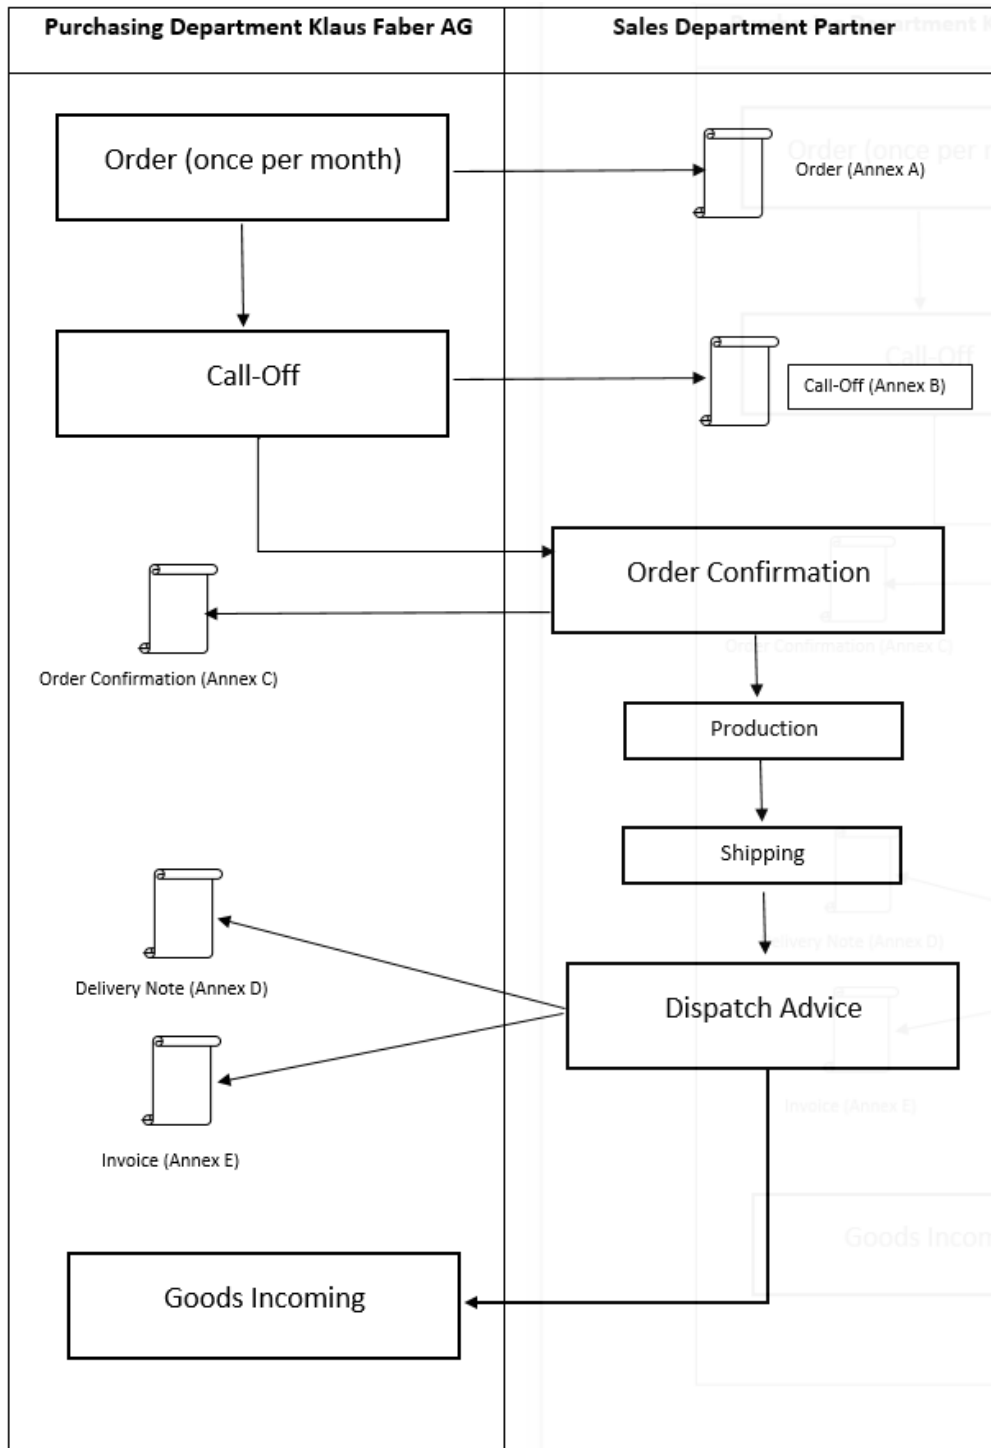 Purchasing Department Klaus Faber AG
Sales Department Partner
Order (once per month)
Order (Annex A)
Call-Off
Call-Off (Annex B)
Order Confirmation
Order Confirmation (Annex C)
Production
Shipping
Delivery Note (Annex D)
Dispatch Advice
Invoice (Annex E)
Goods Incoming